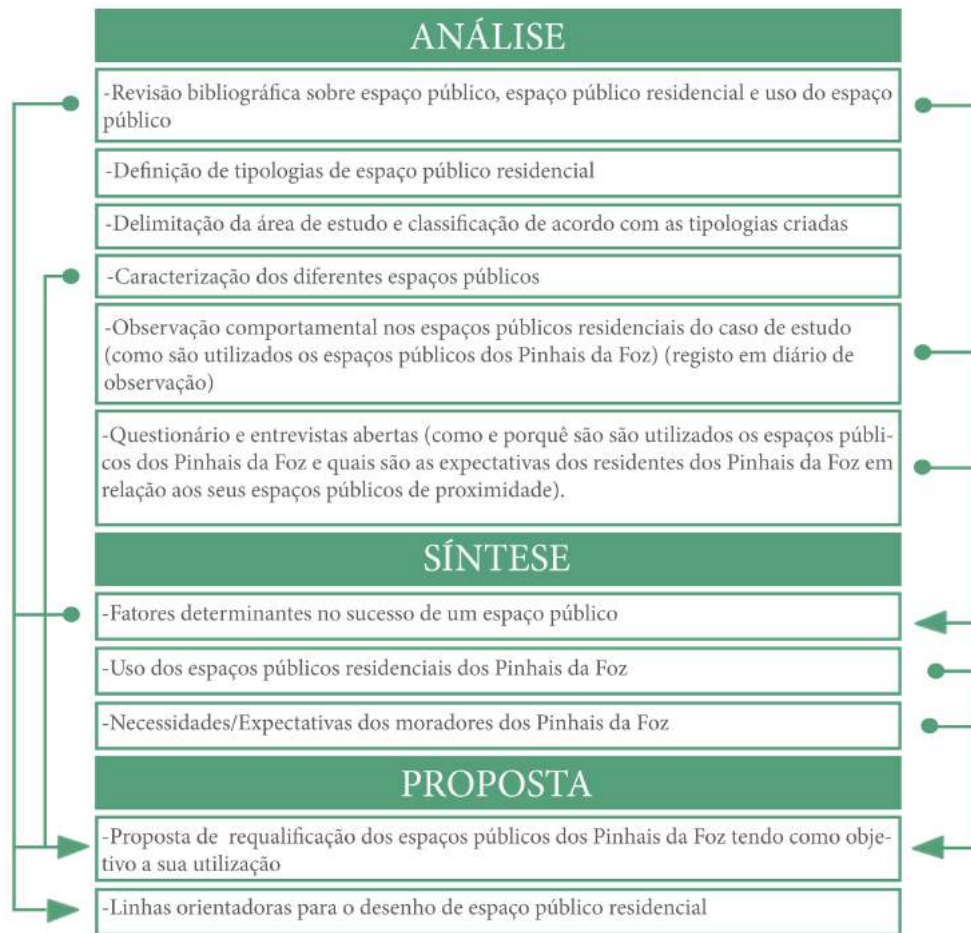 ANÁLISE
-Revisão bibliográfica sobre espaço público, espaço público residencial e uso do espaço
público
-Definição de tipologias de espaço público residencial
-Delimitação da área de estudo e classificação de acordo com as tipologias criadas
-Caracterização dos diferentes espaços públicos
-Observação comportamental nos espaços públicos residenciais do caso de estudo
(como são utilizados os espaços públicos dos Pinhais da Foz) (registo em diário de
observação)
-Questionário e entrevistas abertas (como e porquê são são utilizados os espaços públi-
cos dos Pinhais da Foz e quais são as expectativas dos residentes dos Pinhais da Foz em
relação aos seus espaços públicos de proximidade).
SÍNTESE
-Fatores determinantes no sucesso de um espaço público
-Uso dos espaços públicos residenciais dos Pinhais da Foz
-Necessidades/Expectativas dos moradores dos Pinhais da Foz
PROPOSTA
-Proposta de  requalificação dos espaços públicos dos Pinhais da Foz tendo como obje-
tivo a sua utilização
-Linhas orientadoras para o desenho de espaço público residencial